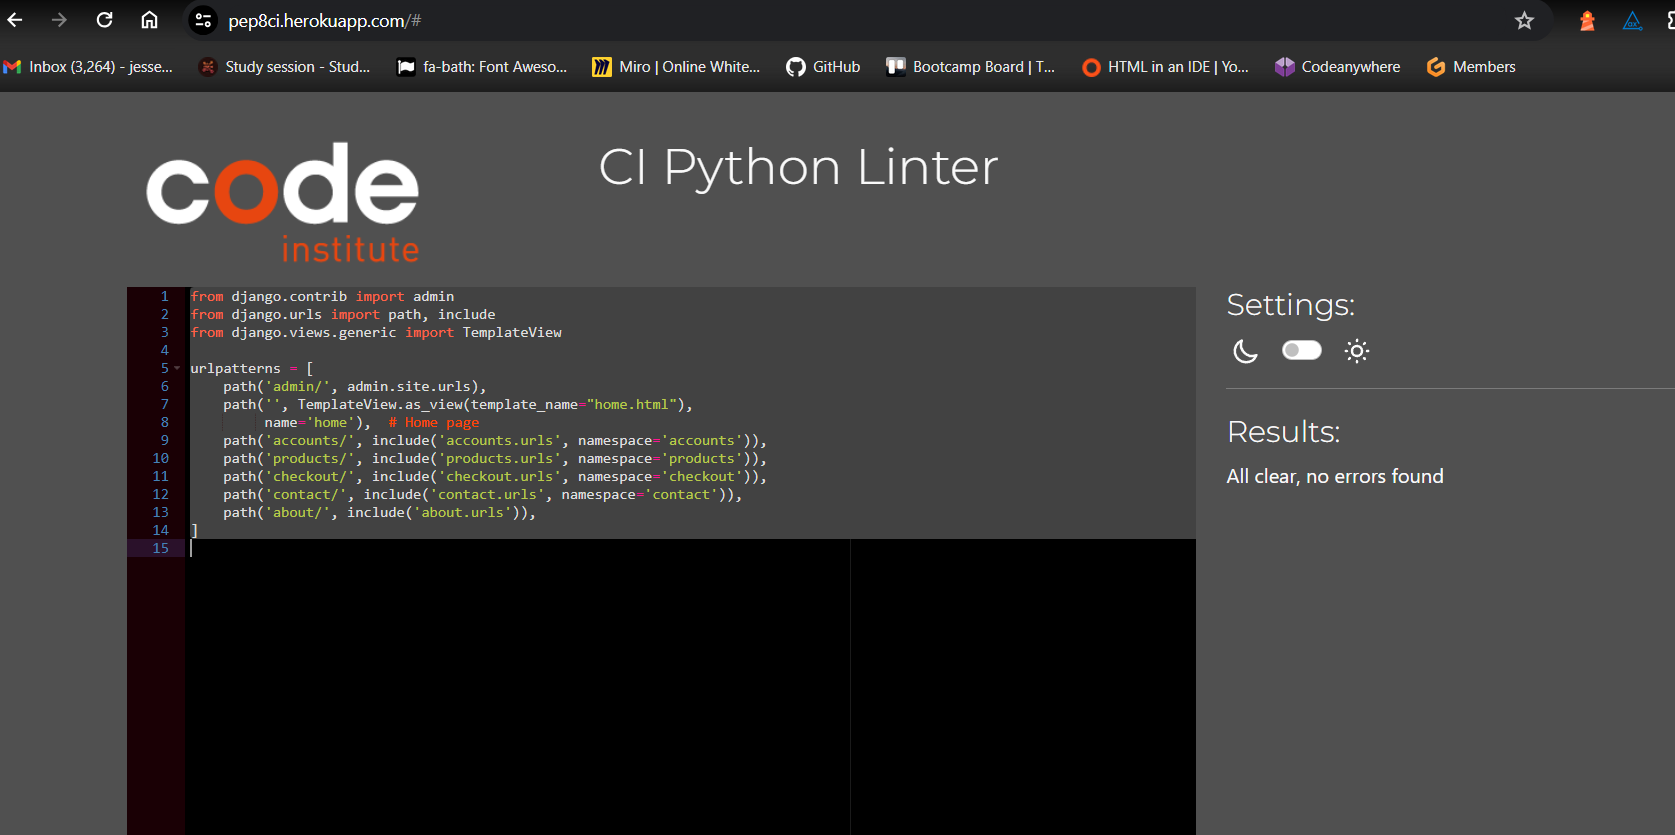 pep8ci.herokuapp.com/#
Inbox (3,264) - jesse... Study session - Stud... fa-bath: Font Aweso... Miro | Online White... GitHub Bootcamp Board | T... HTML in an IDE | Yo... Codeanywhere Members
code
institute
CI Python Linter
1 from django.contrib import admin
2 from django.urls import path, include
3 from django.views.generic import TemplateView
4
5 urlpatterns = [
6     path('admin/', admin.site.urls),
7     path('', TemplateView.as_view(template_name="home.html"),
8          name='home'),  # Home page
9     path('accounts/', include('accounts.urls', namespace='accounts')),
10     path('products/', include('products.urls', namespace='products')),
11     path('checkout/', include('checkout.urls', namespace='checkout')),
12     path('contact/', include('contact.urls', namespace='contact')),
13     path('about/', include('about.urls')),
14 ]
15
Settings:
Results:
All clear, no errors found